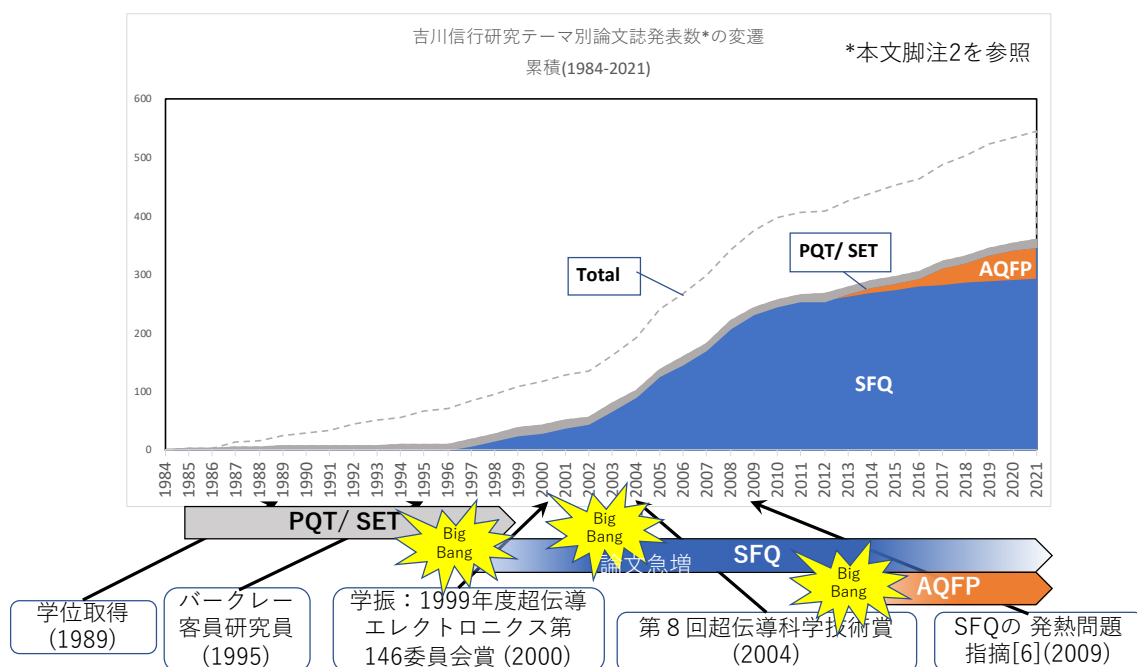 吉川信行研究テーマ別論文誌発表数*の変遷
累積(1984-2021)
*本文脚注2を参照
600
500
400
300
200
100
0
Total
PQT/ SET
AQFP
SFQ
1984
1985
1986
1987
1988
1989
1990
1991
1992
1993
1994
1995
1996
1997
1998
1999
2000
2001
2002
2003
2004
2005
2006
2007
2008
2009
2010
2011
2012
2013
2014
2015
2016
2017
2018
2019
2020
2021
PQT/ SET
Big
Bang
Big
Bang
SFQ
論文急増
Big
Bang
AQFP
学位取得
(1989)
バークレー
客員研究員
(1995)
学振：1999年度超伝導
エレクトロニクス第
146委員会賞 (2000)
第８回超伝導科学技術賞
(2004)
SFQの 発熱問題
指摘[6](2009)